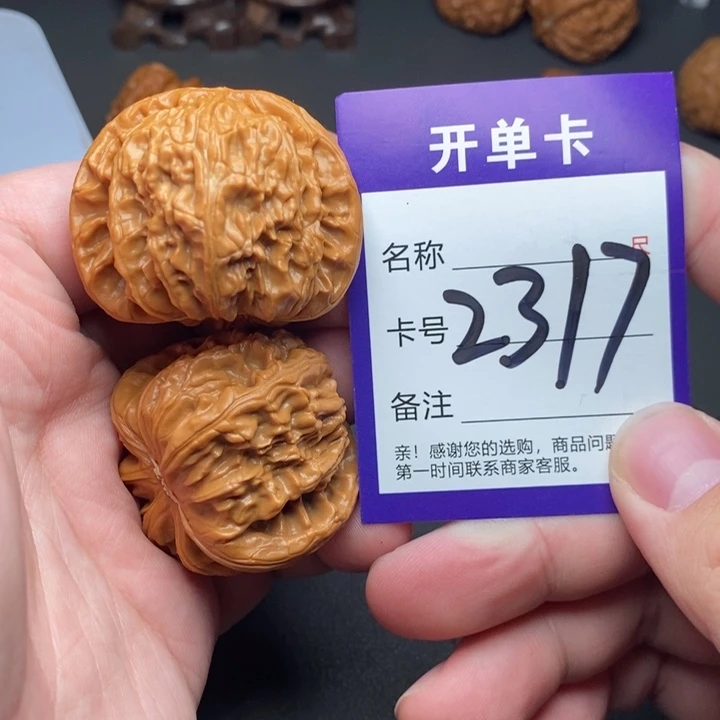 开单卡
名称
卡号 2317
备注
亲！感谢您的选购，商品问题
第一时间联系商家客服。